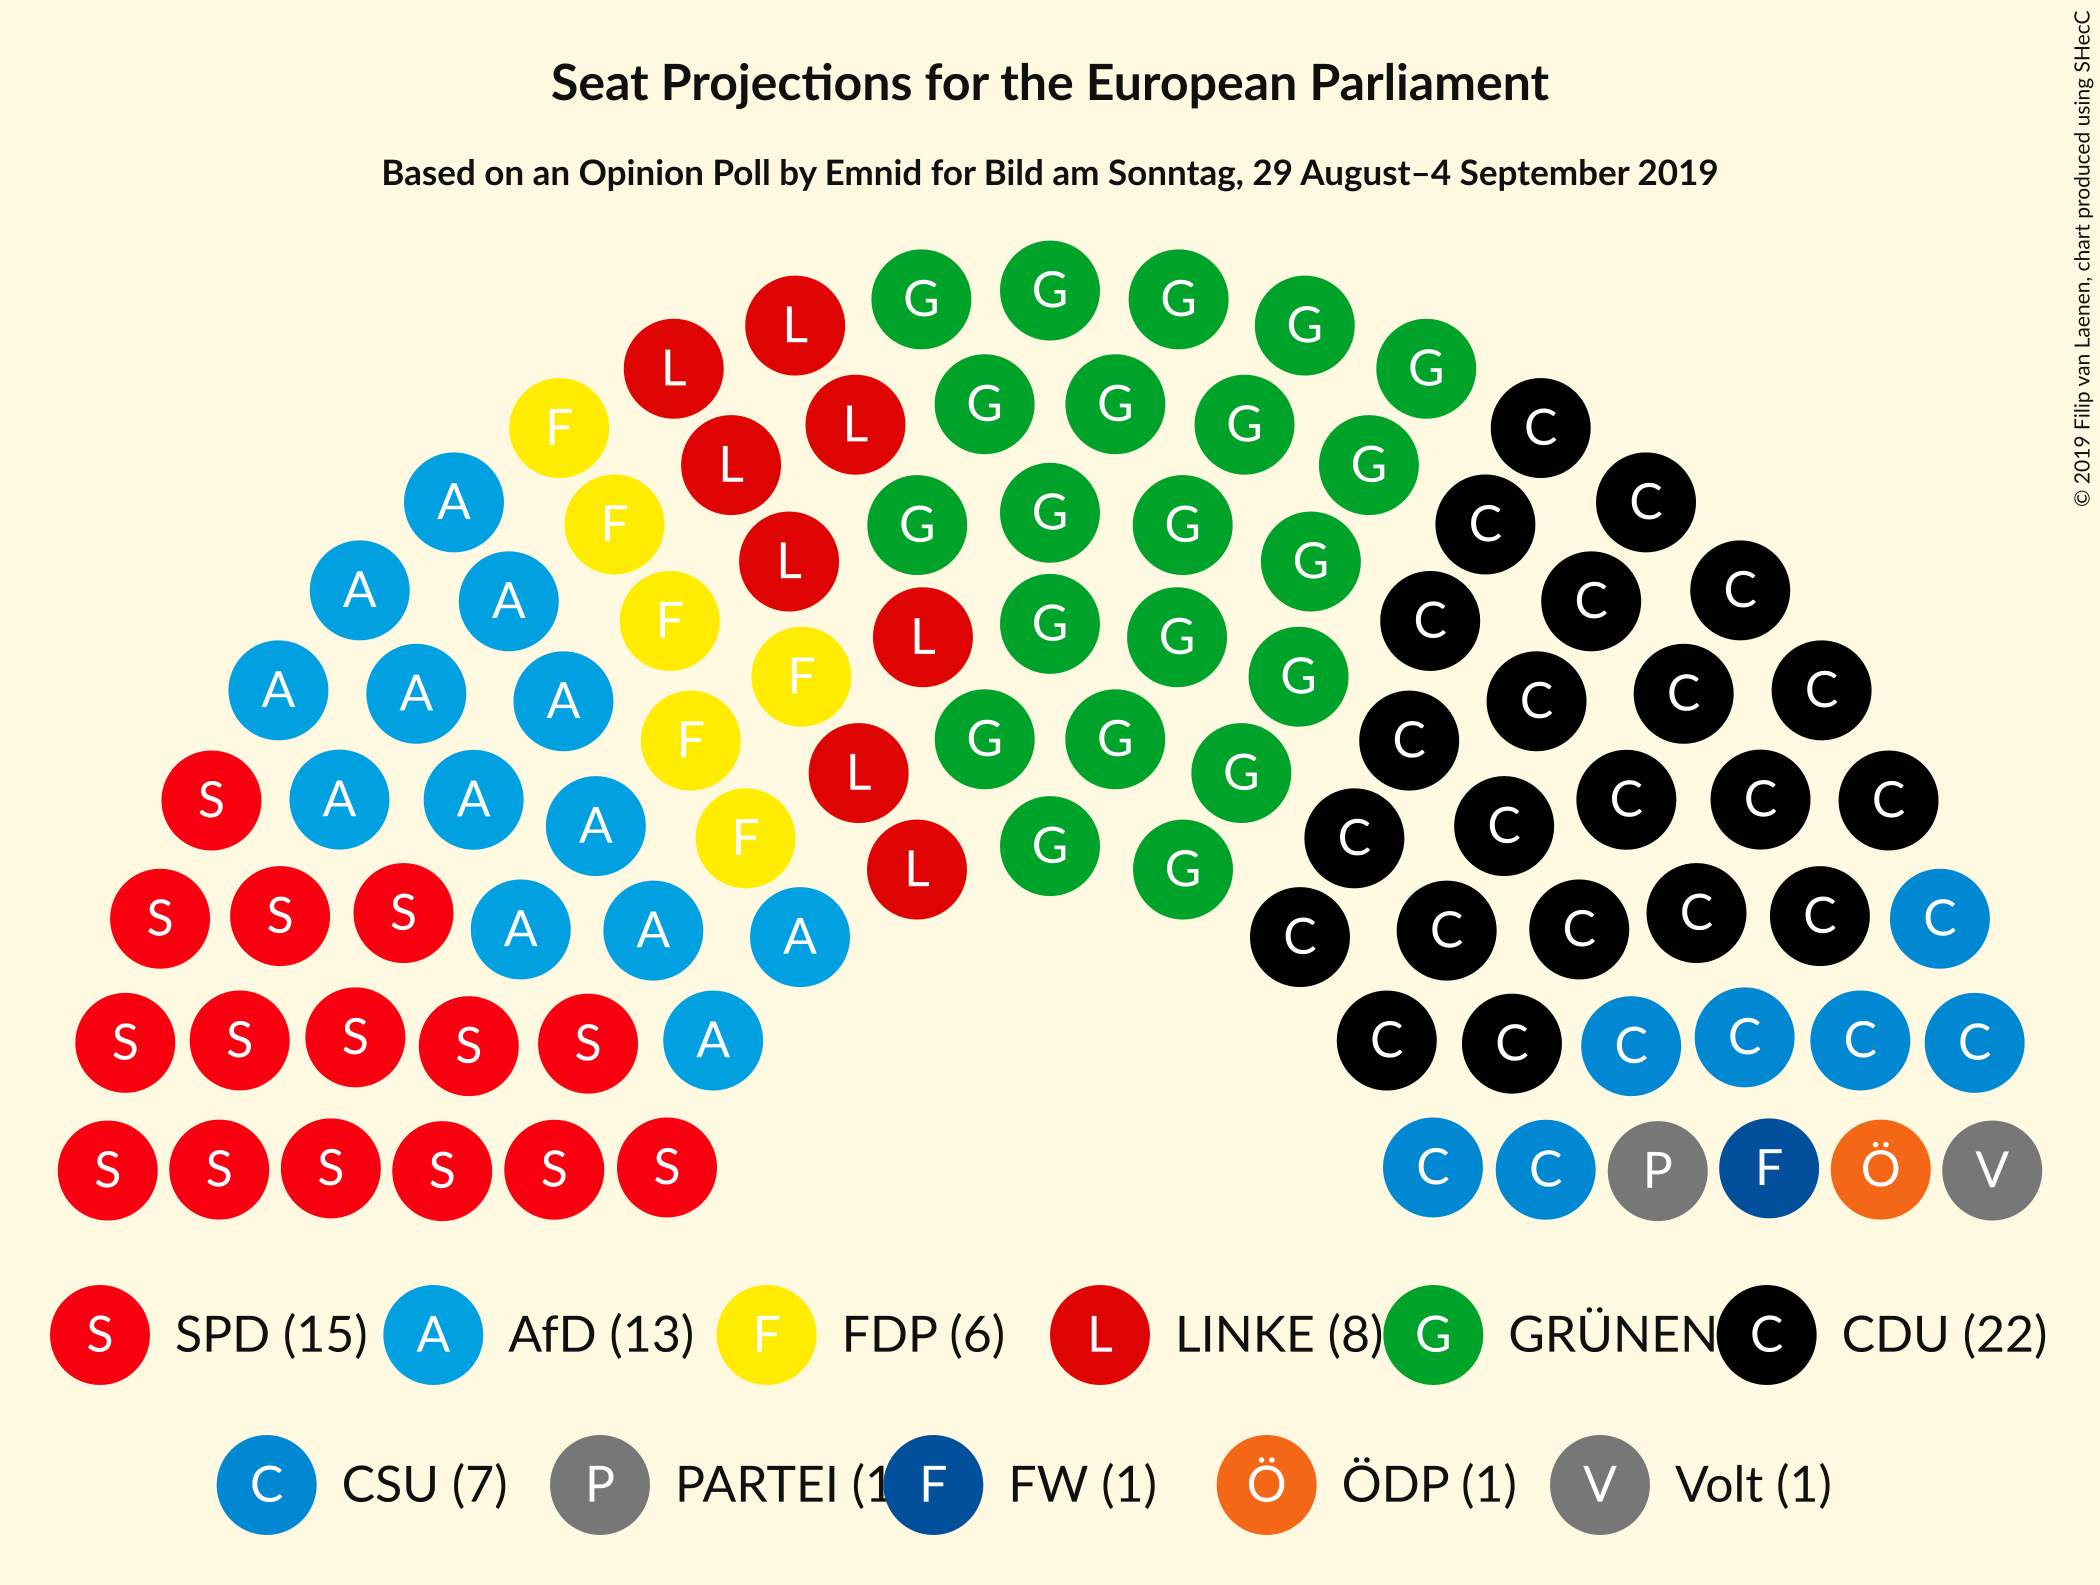 Seat Projections for the European Parliament
Based on an Opinion Poll by Emnid for Bild am Sonntag, 29 August–4 September 2019
© 2019 Filip van Laenen, chart produced using SHecC
G G G G G
L L
L L
G G G G
F
L
G G G G
C
A F C C
A A F L G G G C C C
A A A F F L G G G C C C C
S A A A F L G G C C C C C
S S S A A A C C C C C C
S S S S S A C C C C C C
S S S S S S C C P F Ö V
S SPD (15) A AfD (13) F FDP (6) L LINKE (8) G GRÜNEN C CDU (22)
C CSU (7) P PARTEI (1 F FW (1) Ö ÖDP (1) V Volt (1)